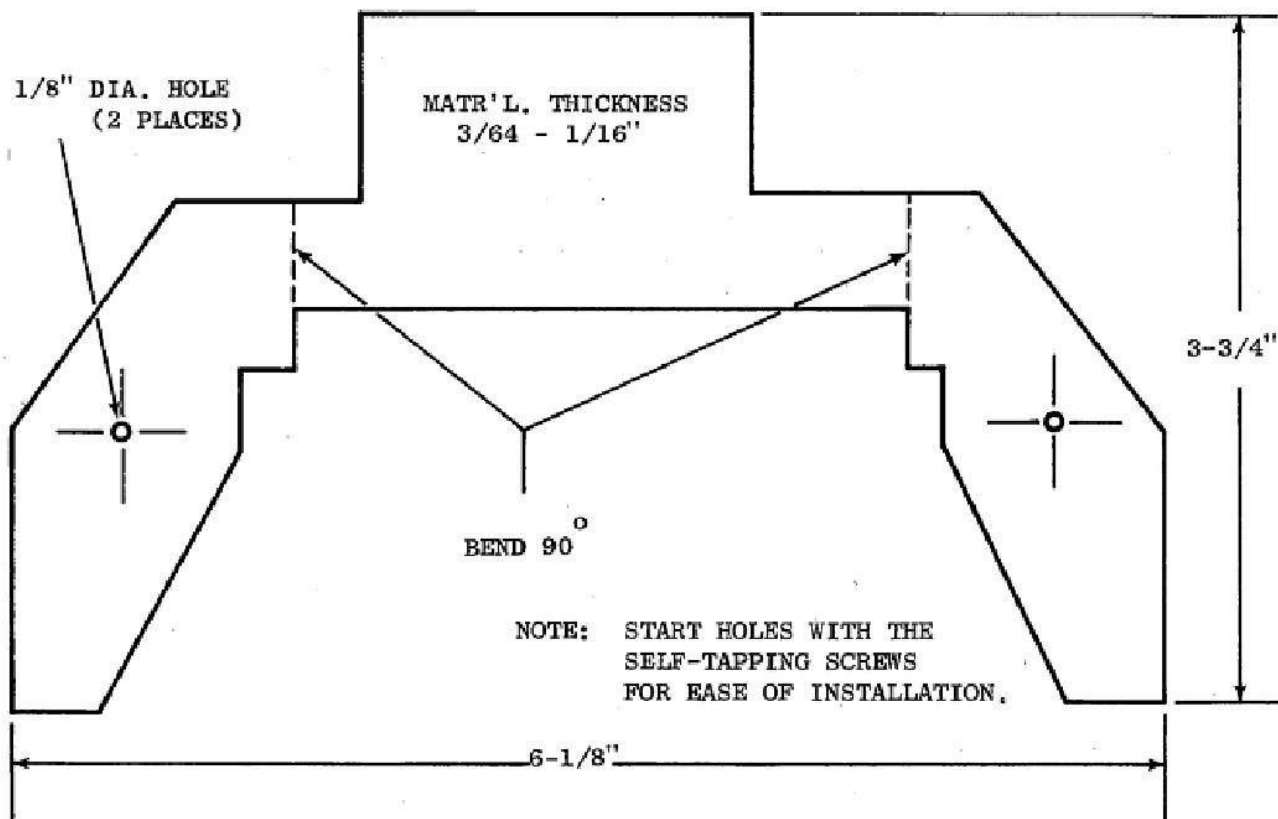 1/8" DIA. HOLE
(2 PLACES)
MATR'L. THICKNESS
3/64 - 1/16"
3-3/4"
BEND 90°
NOTE: START HOLES WITH THE
SELF-TAPPING SCREWS
FOR EASE OF INSTALLATION.
6-1/8"